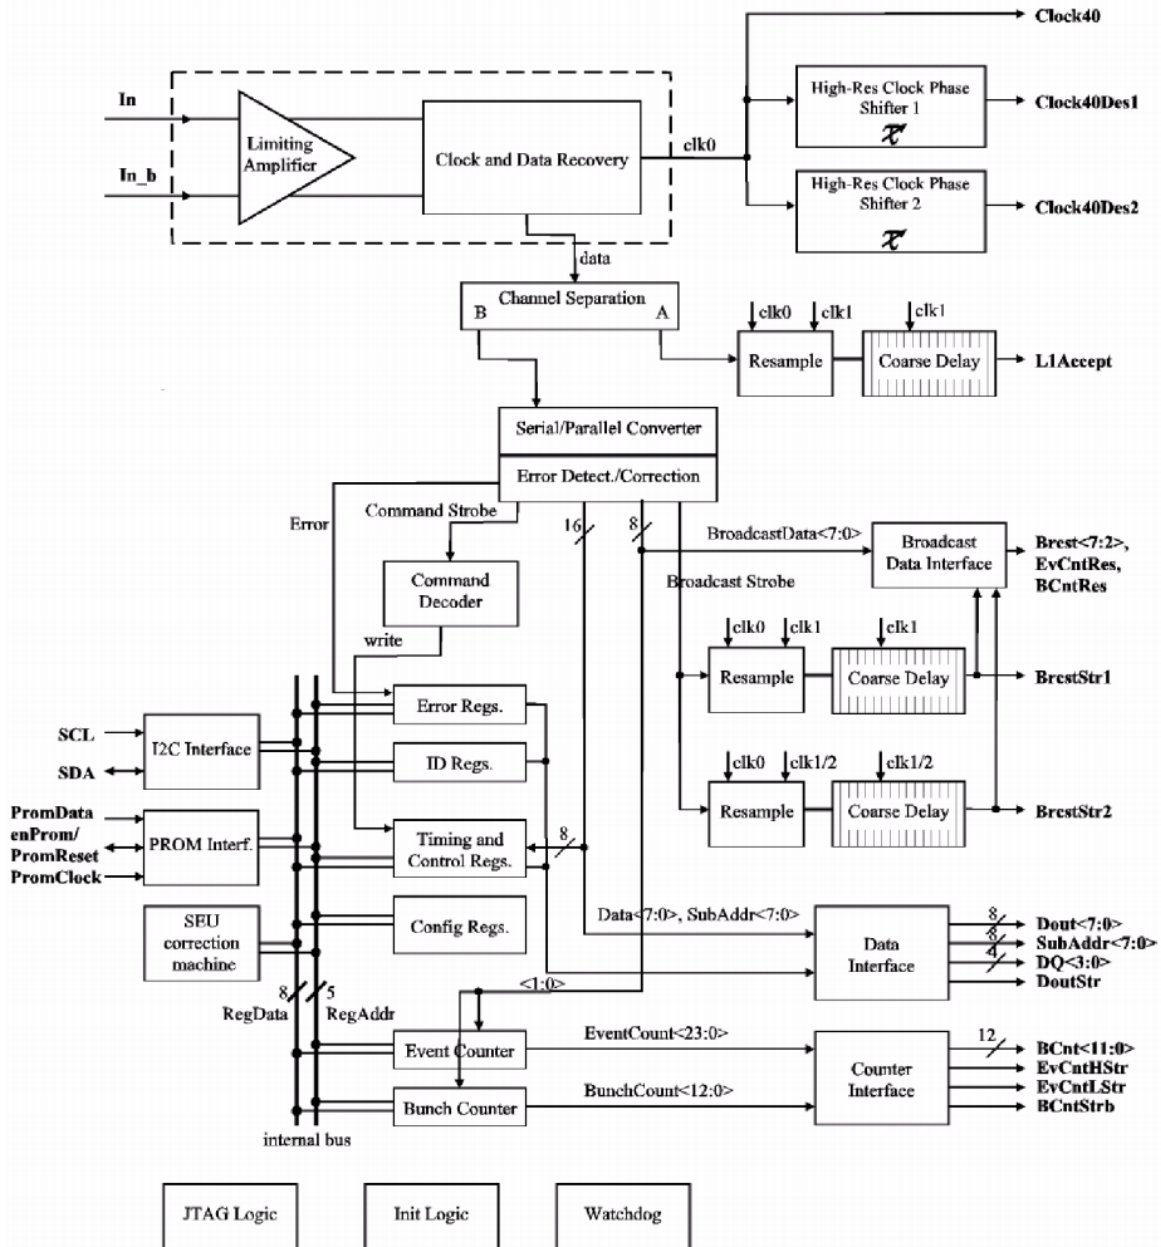 Clock40
High-Res Clock Phase
Shifter 1
Clock40Des1
In
Limiting
Amplifier
Clock and Data Recovery
clk0
In_b
High-Res Clock Phase
Shifter 2
Clock40Des2
data
Channel Separation
B
A
clk0
clk1
clk1
Resample
Coarse Delay
L1Accept
Serial/Parallel Converter
Error Detect./Correction
Error
Command Strobe
16
8
BroadcastData<7:0>
Broadcast
Data Interface
Brcst<7:2>,
EvCntRes,
BCntRes
Command
Decoder
Broadcast Strobe
write
clk0
clk1
clk1
Resample
Coarse Delay
BrcstStr1
Error Regs.
SCL
I2C Interface
SDA
ID Regs.
clk0
clk1/2
clk1/2
Resample
Coarse Delay
BrcstStr2
PromData
enProm/
PromReset
PromClock
PROM Interf.
Timing and
Control Regs.
8
SEU
correction
machine
Config Regs.
Data<7:0>, SubAddr<7:0>
Data
Interface
8
Dout<7:0>
8
SubAddr<7:0>
4
DQ<3:0>
DoutStr
<1:0>
8
5
RegData
RegAddr
Event Counter
EventCount<23:0>
Counter
Interface
12
BCnt<11:0>
EvCntHStr
EvCntLStr
BCntStrb
Bunch Counter
BunchCount<12:0>
internal bus
JTAG Logic
Init Logic
Watchdog